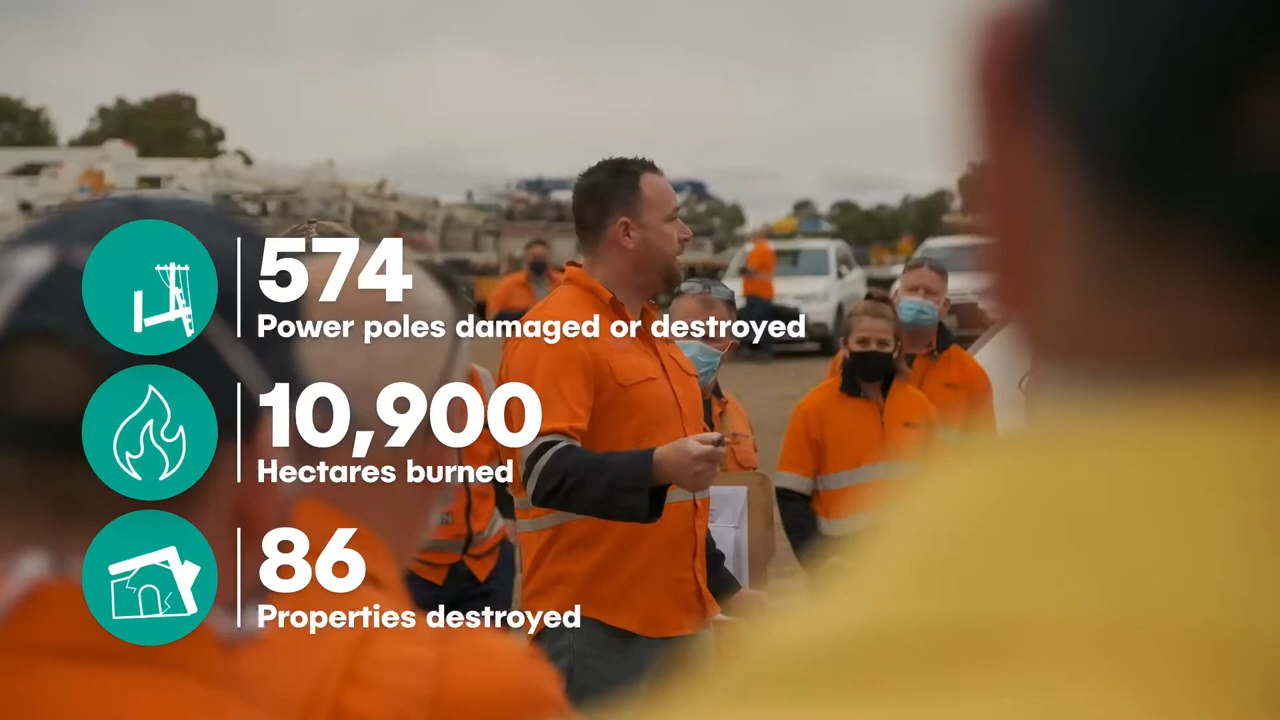 574
Power poles damaged or destroyed
10,900
Hectares burned
86
Properties destroyed